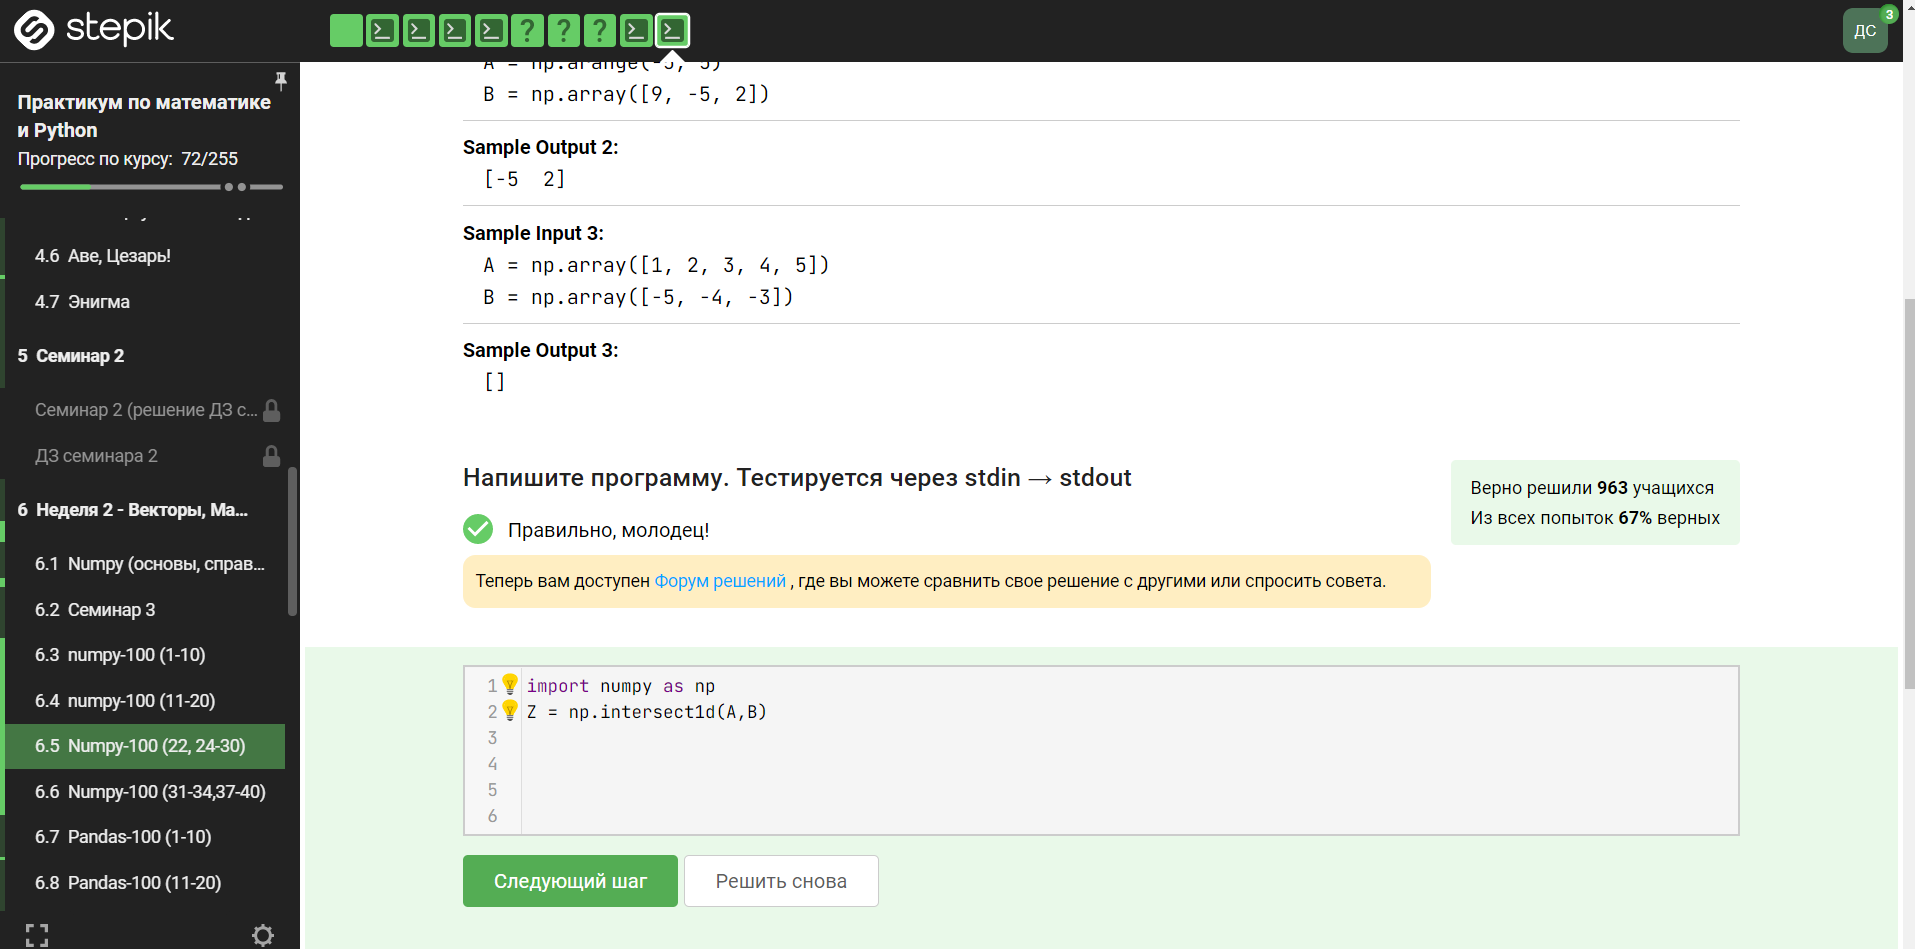 stepik
ДС
3
Практикум по математике
и Python
Прогресс по курсу: 72/255
4.6 Аве, Цезарь!
4.7 Энигма
5 Семинар 2
Семинар 2 (решение ДЗ с...
ДЗ семинара 2
6 Неделя 2 - Векторы, Ма...
6.1 Numpy (основы, справ...
6.2 Семинар 3
6.3 numpy-100 (1-10)
6.4 numpy-100 (11-20)
6.5 Numpy-100 (22, 24-30)
6.6 Numpy-100 (31-34,37-40)
6.7 Pandas-100 (1-10)
6.8 Pandas-100 (11-20)
A = np.arange(-5, 5)
B = np.array([9, -5, 2])
Sample Output 2:
[-5  2]
Sample Input 3:
A = np.array([1, 2, 3, 4, 5])
B = np.array([-5, -4, -3])
Sample Output 3:
[]
Напишите программу. Тестируется через stdin → stdout
Верно решили 963 учащихся
Из всех попыток 67% верных
Правильно, молодец!
Теперь вам доступен Форум решений , где вы можете сравнить свое решение с другими или спросить совета.
1 import numpy as np
2 Z = np.intersect1d(A,B)
3
4
5
6
Следующий шаг
Решить снова